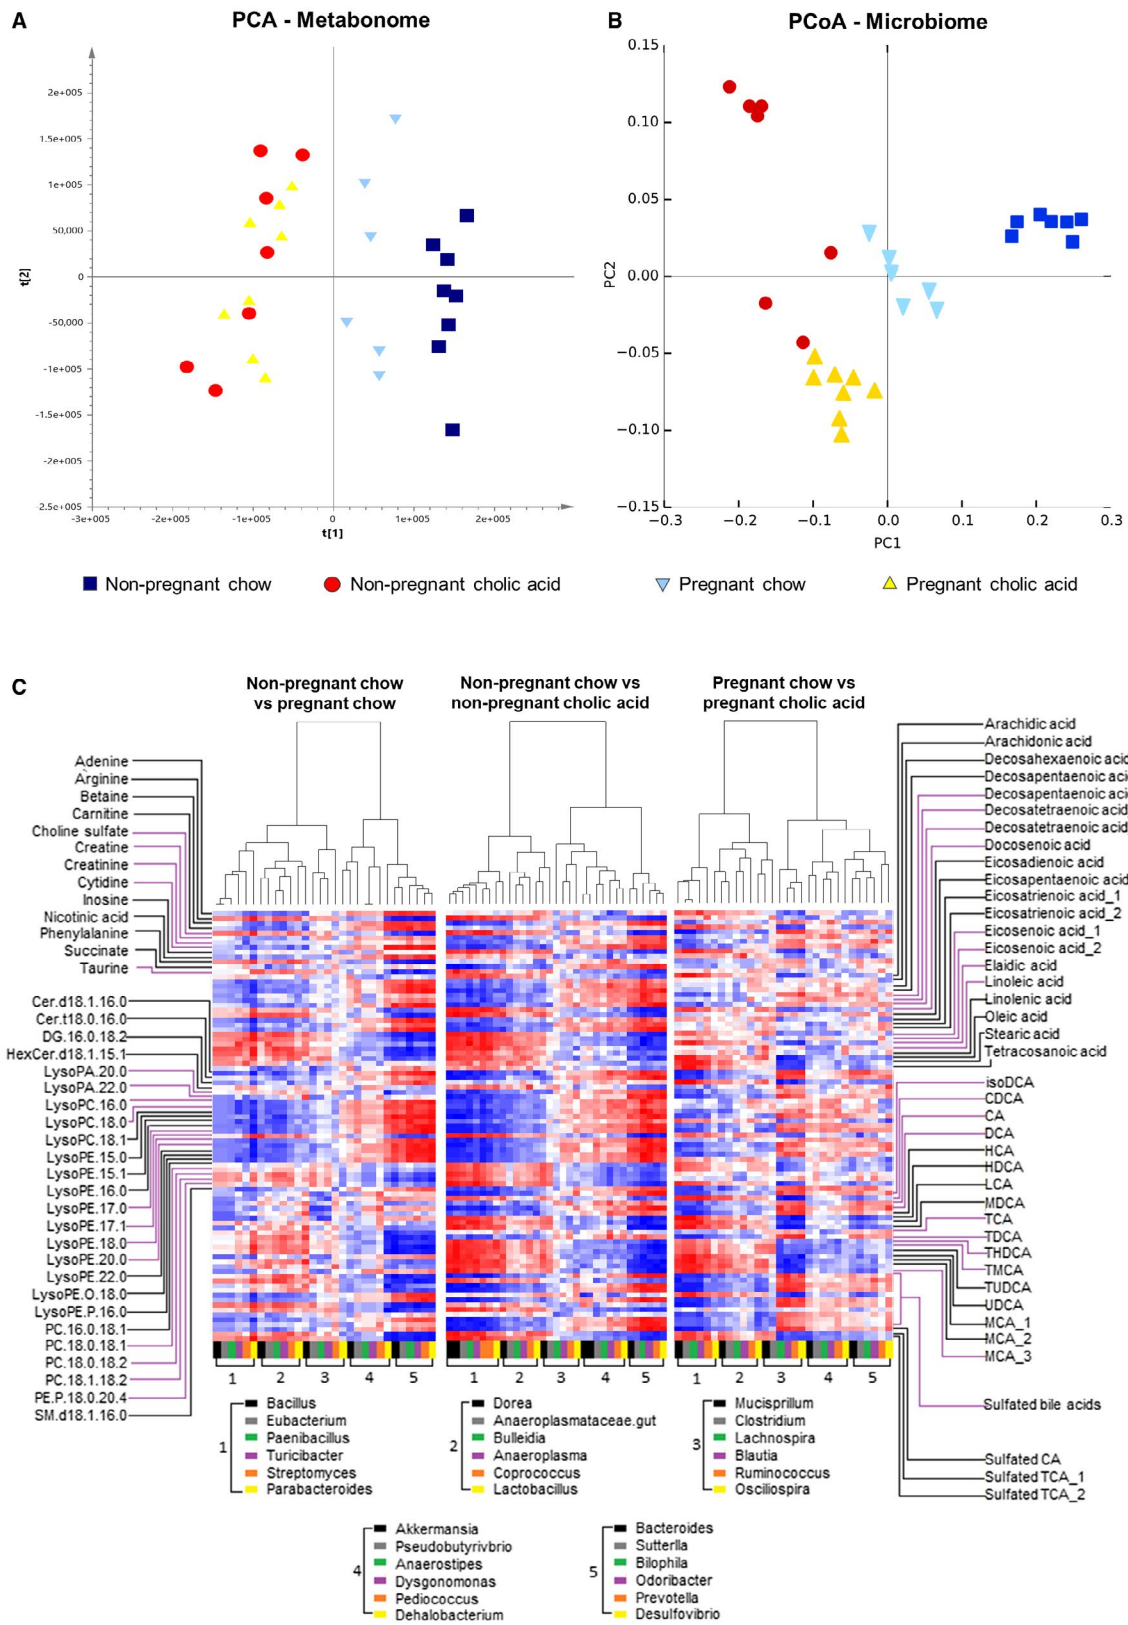 A
PCA - Metabonome
2e+005
1.5e+005
1e+005
50,000
0
-50,000
-1e+005
-1.5e+005
-2e+005
2.5e+005
-3e+005
-2e+005
-1e+005
0
1e+005
2e+005
t[2]
t[1]
B
PCoA - Microbiome
0.15
0.10
0.05
0.00
−0.05
−0.10
−0.15
−0.3
−0.2
−0.1
0.0
0.1
0.2
0.3
PC2
PC1
Non-pregnant chow
Non-pregnant cholic acid
Pregnant chow
Pregnant cholic acid
C
Non-pregnant chow
vs pregnant chow
Non-pregnant chow vs
non-pregnant cholic acid
Pregnant chow vs
pregnant cholic acid
Adenine
Arginine
Betaine
Carnitine
Choline sulfate
Creatine
Creatinine
Cytidine
Inosine
Nicotinic acid
Phenylalanine
Succinate
Taurine
Cer.d18.1.16.0
Cer.t18.0.16.0
DG.16.0.18.2
HexCer.d18.1.15.1
LysoPA.20.0
LysoPA.22.0
LysoPC.16.0
LysoPC.18.0
LysoPC.18.1
LysoPE.15.0
LysoPE.15.1
LysoPE.16.0
LysoPE.17.0
LysoPE.17.1
LysoPE.18.0
LysoPE.20.0
LysoPE.22.0
LysoPE.O.18.0
LysoPE.P.16.0
PC.16.0.18.1
PC.18.0.18.1
PC.18.0.18.2
PC.18.1.18.2
PE.P.18.0.20.4
SM.d18.1.16.0
Arachidic acid
Arachidonic acid
Decosahexaenoic acid
Decosapentaenoic acid
Decosapentaenoic acid
Decosatetraenoic acid
Decosatetraenoic acid
Docosenoic acid
Eicosadienoic acid
Eicosapentaenoic acid
Eicosatrienoic acid_1
Eicosatrienoic acid_2
Eicosenoic acid_1
Eicosenoic acid_2
Elaidic acid
Linoleic acid
Linolenic acid
Oleic acid
Stearic acid
Tetracosanoic acid
isoDCA
CDCA
CA
DCA
HCA
HDCA
LCA
MDCA
TCA
TDCA
THDCA
TMCA
TUDCA
UDCA
MCA_1
MCA_2
MCA_3
Sulfated bile acids
Sulfated CA
Sulfated TCA_1
Sulfated TCA_2
1 2 3 4 5
1 2 3 4 5
1 2 3 4 5
1
Bacillus
Eubacterium
Paenibacillus
Turicibacter
Streptomyces
Parabacteroides
2
Dorea
Anaeroplasmataceae.gut
Bulleidia
Anaeroplasma
Coprococcus
Lactobacillus
3
Mucisprillum
Clostridium
Lachnospira
Blautia
Ruminococcus
Osciliospira
4
Akkermansia
Pseudobutyrivbrio
Anaerostipes
Dysgonomonas
Pediococcus
Dehalobacterium
5
Bacteroides
Sutterlla
Bilophila
Odoribacter
Prevotella
Desulfovibrio